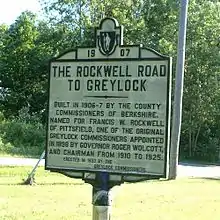 19 07
THE ROCKWELL ROAD
TO GREYLOCK
BUILT IN 1906-7 BY THE COUNTY
COMMISSIONERS OF BERKSHIRE,
NAMED FOR FRANCIS W. ROCKWELL
OF PITTSFIELD, ONE OF THE ORIGINAL
GREYLOCK COMMISSIONERS APPOINTED
IN 1898 BY GOVERNOR ROGER WOLCOTT,
AND CHAIRMAN FROM 1910 TO 1925.
ERECTED IN 1933 BY THE
GREYLOCK COMMISSIONERS